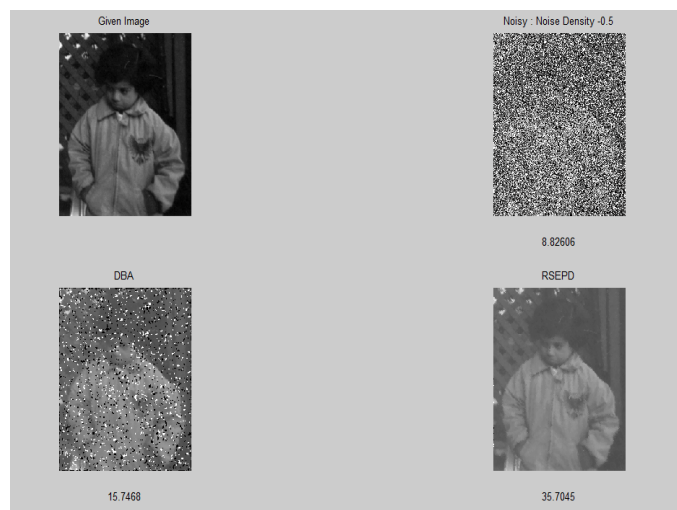 Given Image
Noisy : Noise Density -0.5
8.82606
DBA
RSEPD
15.7468
35.7045